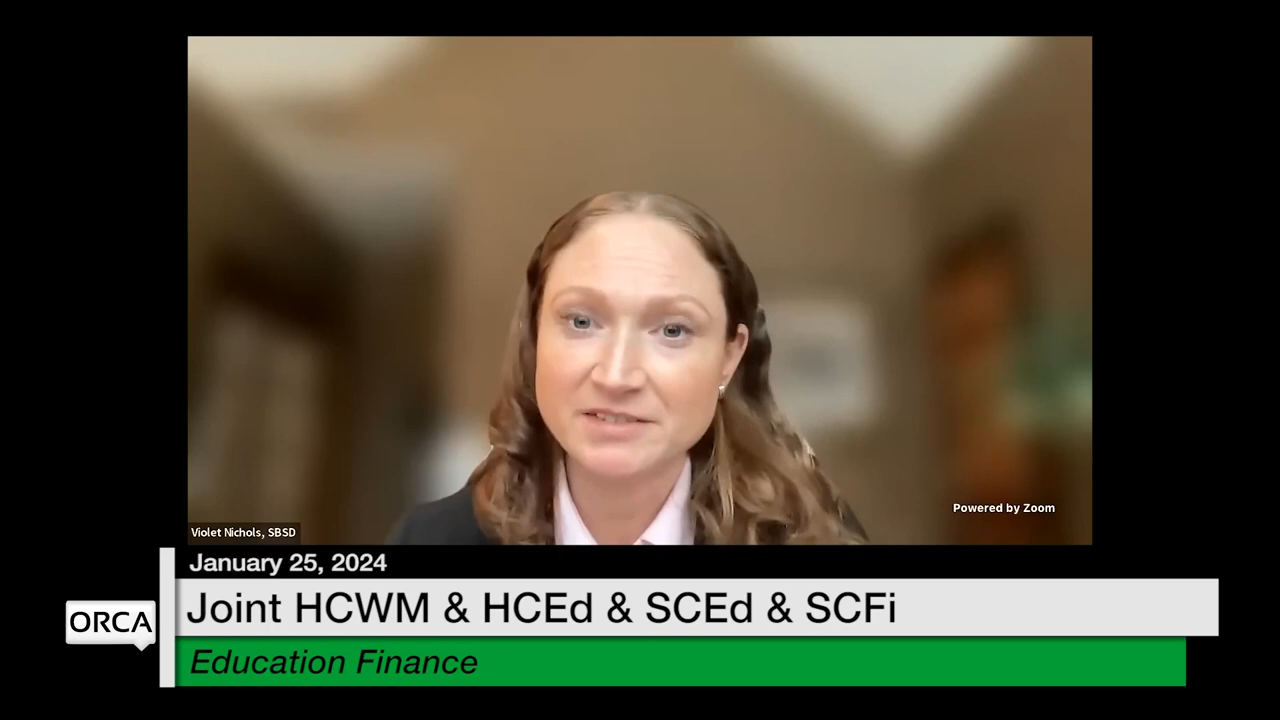 Powered by Zoom
Violet Nichols, SBSD
January 25, 2024
Joint HCWM & HCEd & SCEd & SCFi
ORCA
Education Finance